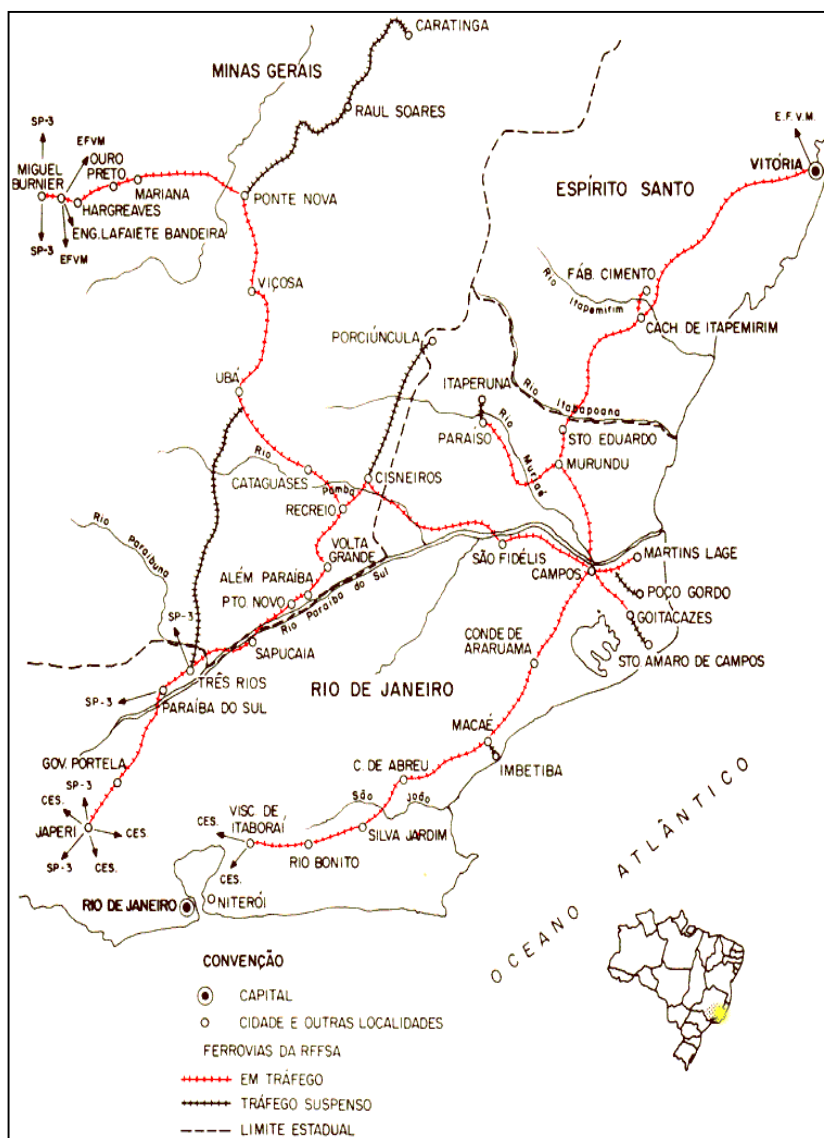 CARATINGA
MINAS GERAIS
RAUL SOARES
SP-3
EFVM
OURO
PRETO
MIGUEL
BURNIER
MARIANA
HARGREAVES
PONTE NOVA
ENG. LAFAIETE BANDEIRA
SP-3
EFVM
E.F.V.M.
VITÓRIA
ESPÍRITO SANTO
FÁB. CIMENTO
Rio
Itapemirim
CACH DE ITAPEMIRIM
VIÇOSA
PORCIÚNCULA
UBÁ
ITAPERUNA
Rio
Itabapoana
PARAÍSO
Rio
Muriaé
STO EDUARDO
MURUNDU
Rio
Pomba
CATAGUASES
CISNEIROS
RECREIO
Rio
Paraibuna
VOLTA
GRANDE
SÃO FIDÉLIS
CAMPOS
MARTINS LAGE
ALÉM PARAÍBA
PTO. NOVO
Rio Paraíba do Sul
POÇO GORDO
GOITACAZES
SP-3
SAPUCAIA
CONDE DE
ARARUAMA
STO AMARO DE CAMPOS
TRÊS RIOS
SP-3
PARAÍBA DO SUL
RIO DE JANEIRO
MACAÉ
IMBETIBA
GOV. PORTELA
C. DE ABREU
SP-3
CES.
JAPERI
CES
SP-3
CES.
CES.
VISC. DE
ITABORAÍ
São João
SILVA JARDIM
CES.
RIO BONITO
RIO DE JANEIRO
NITERÓI
OCEANO ATLÂNTICO
CONVENÇÃO
CAPITAL
CIDADE E OUTRAS LOCALIDADES
FERROVIAS DA RFFSA
EM TRÁFEGO
TRÁFEGO SUSPENSO
LIMITE ESTADUAL